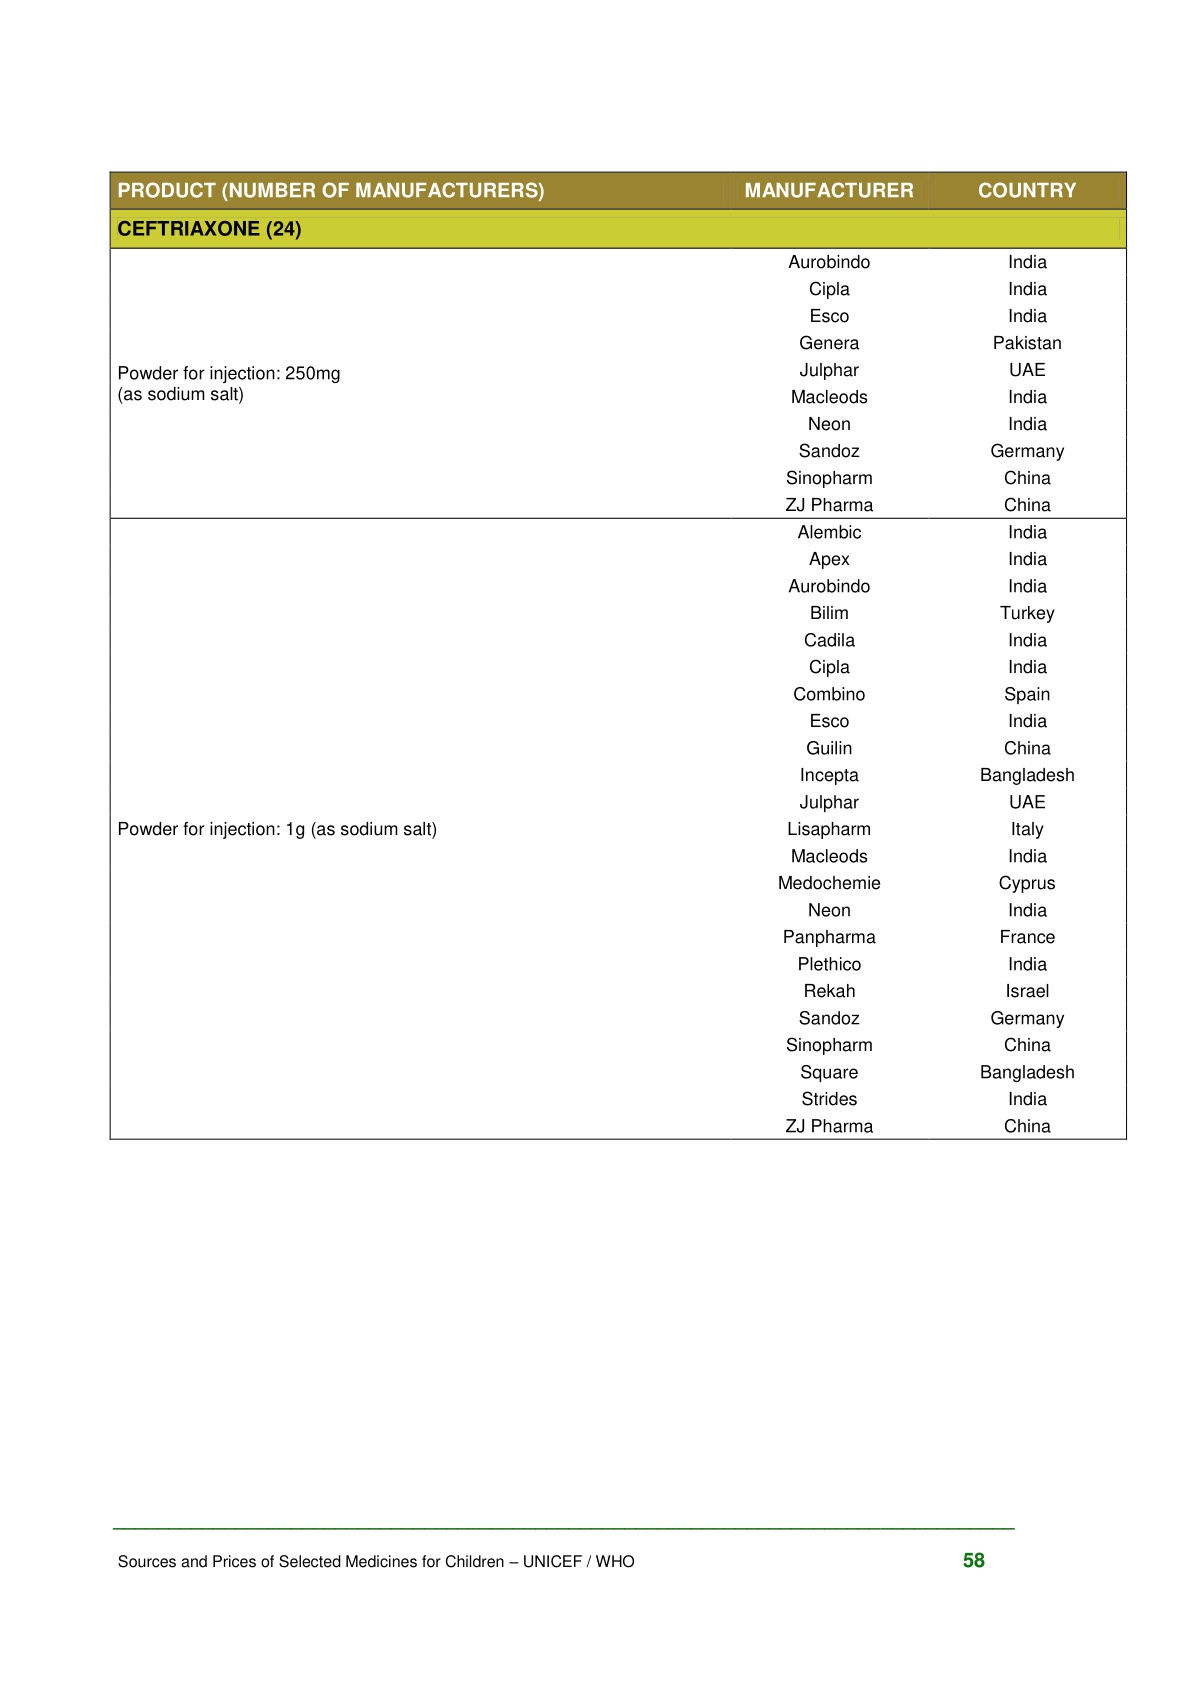 PRODUCT (NUMBER OF MANUFACTURERS) MANUFACTURER COUNTRY
CEFTRIAXONE (24)
Powder for injection: 250mg
(as sodium salt)
Aurobindo India
Cipla India
Esco India
Genera Pakistan
Julphar UAE
Macleods India
Neon India
Sandoz Germany
Sinopharm China
ZJ Pharma China
Powder for injection: 1g (as sodium salt)
Alembic India
Apex India
Aurobindo India
Bilim Turkey
Cadila India
Cipla India
Combino Spain
Esco India
Guilin China
Incepta Bangladesh
Julphar UAE
Lisapharm Italy
Macleods India
Medochemie Cyprus
Neon India
Panpharma France
Plethico India
Rekah Israel
Sandoz Germany
Sinopharm China
Square Bangladesh
Strides India
ZJ Pharma China
Sources and Prices of Selected Medicines for Children – UNICEF / WHO 58